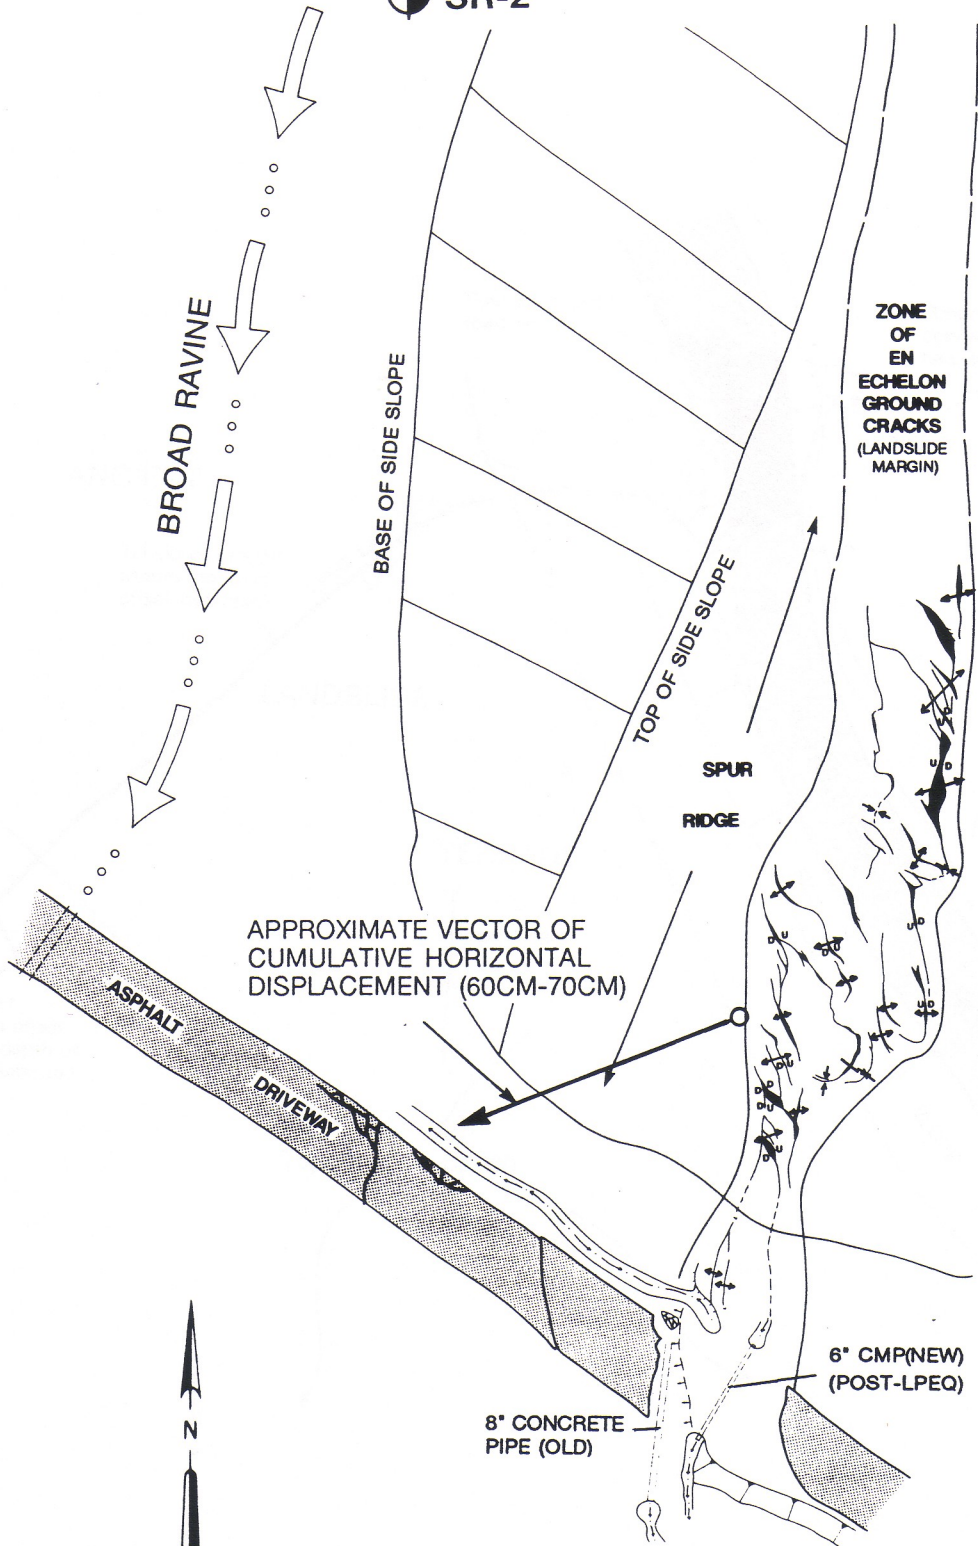 SR-2
BROAD RAVINE
BASE OF SIDE SLOPE
TOP OF SIDE SLOPE
ZONE
OF
EN
ECHELON
GROUND
CRACKS
(LANDSLIDE
MARGIN)
SPUR
RIDGE
APPROXIMATE VECTOR OF
CUMULATIVE HORIZONTAL
DISPLACEMENT (60CM-70CM)
ASPHALT
DRIVEWAY
N
8" CONCRETE
PIPE (OLD)
6" CMP(NEW)
(POST-LPEQ)
U D
U D
U D
U D
D U
U D
D U
D U
D U
D U